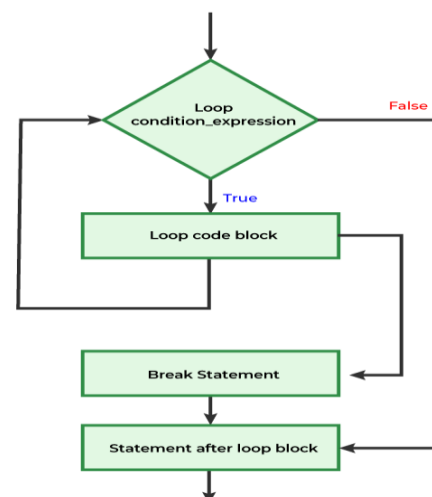 Loop
condition_expression
False
True
Loop code block
Break Statement
Statement after loop block